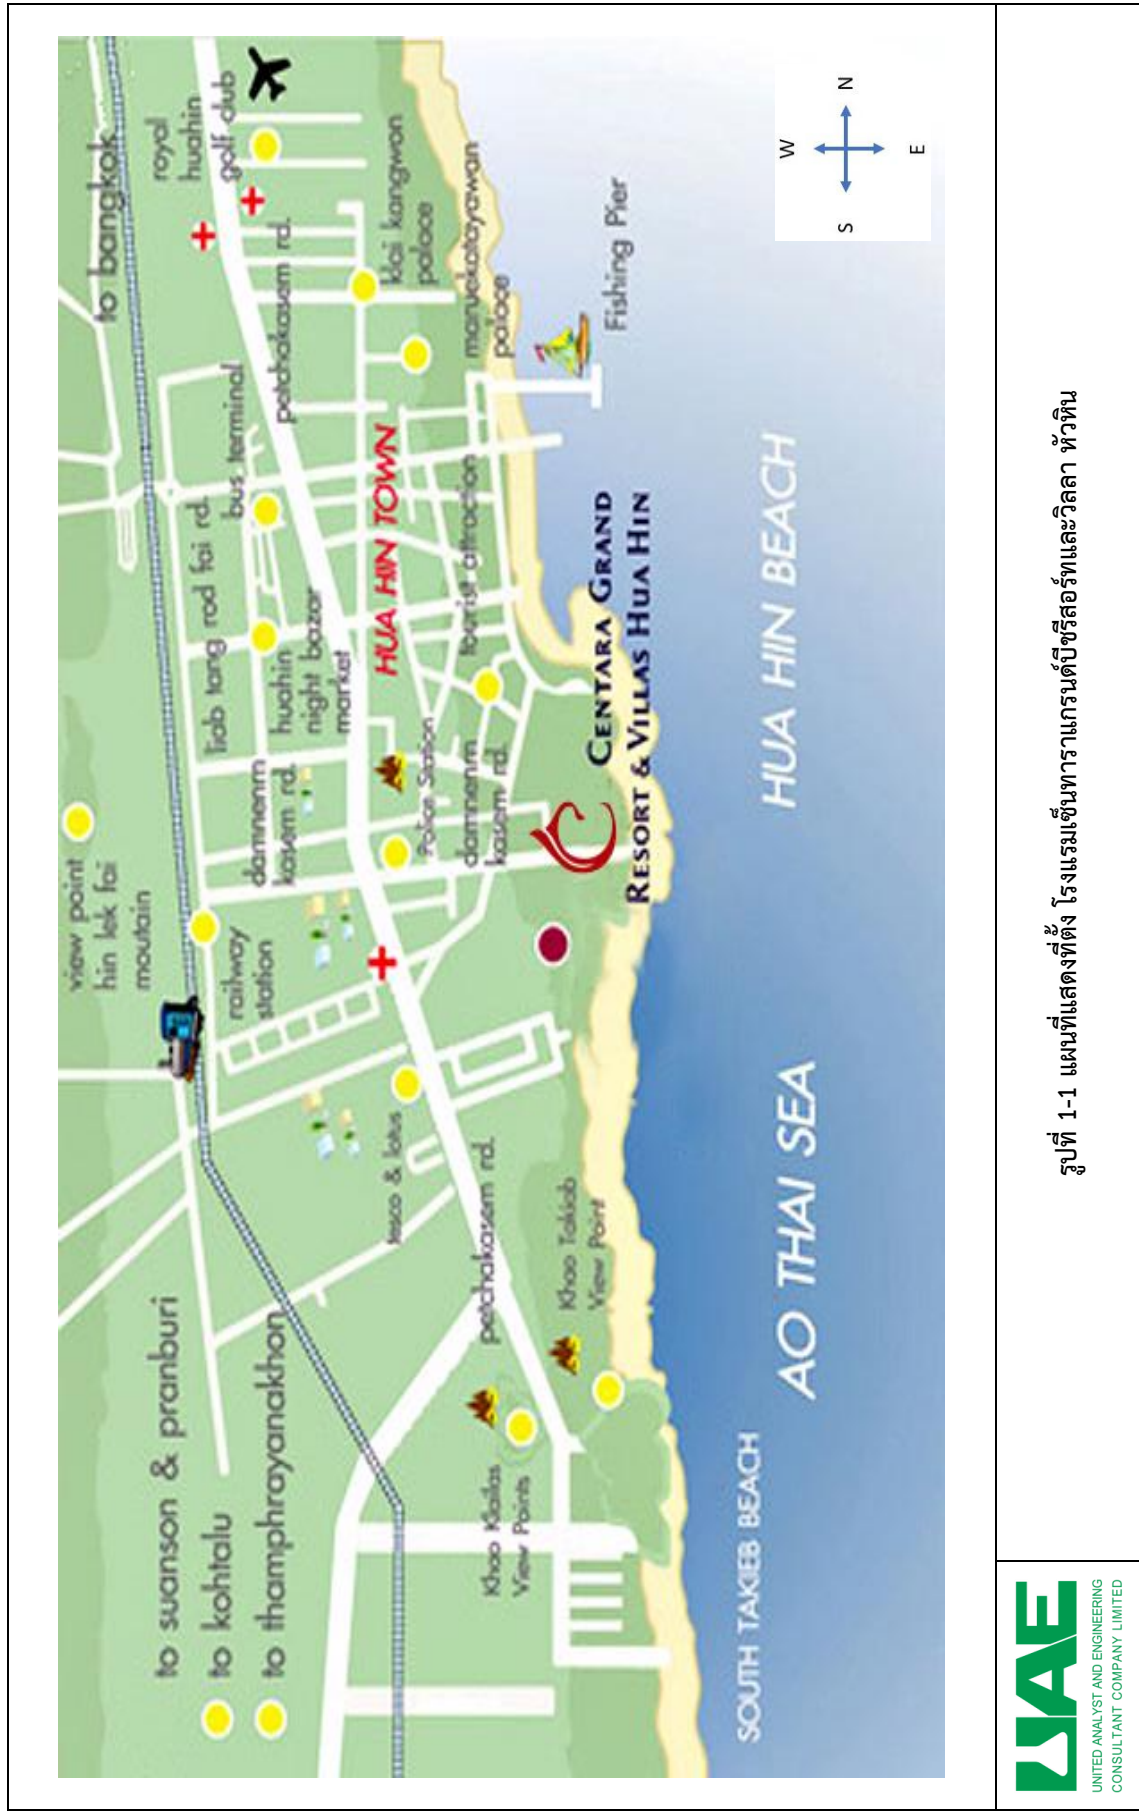 to bangkok
royal
huahin
golf club
petchakasem rd.
klai kangwon
palace
maruekatayawan
palace
Fishing Pier
N
W
E
S
view point
hin lek fai
moutain
liab tang rod fai rd.
bus terminal
damnenm
kasem rd.
huahin
night bazar
market
HUA HIN TOWN
tourist attraction
railway
station
Police Station
damnenm
kasem rd.
CENTARA GRAND
RESORT & VILLAS HUA HIN
HUA HIN BEACH
tesco & lotus
petchakasem rd.
Khao Takiab
View Point
AO THAI SEA
to suanson & pranburi
to kohtalu
to thamphrayanakhon
Khao Klailas
View Points
SOUTH TAKIEB BEACH
รูปที่ 1-1 แผนที่แสดงที่ตั้ง โรงแรมเซ็นทาราแกรนด์บีชรีสอร์ทและวิลลา หัวหิน
UAE
UNITED ANALYST AND ENGINEERING
CONSULTANT COMPANY LIMITED